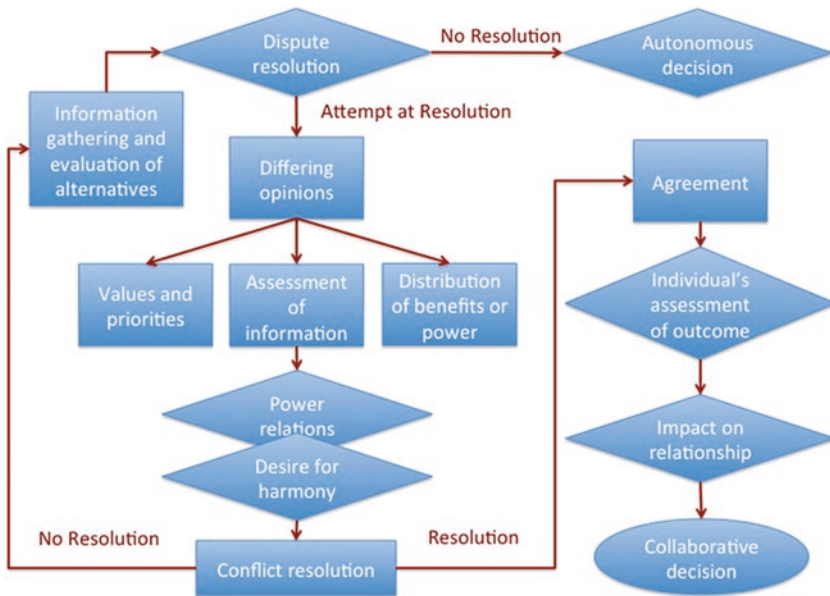 Dispute
resolution
No Resolution
Autonomous
decision
Information
gathering and
evaluation of
alternatives
Attempt at Resolution
Differing
opinions
Agreement
Values and
priorities
Assessment
of
information
Distribution
of benefits or
power
Individual's
assessment
of outcome
Power
relations
Desire for
harmony
Impact on
relationship
No Resolution
Resolution
Conflict resolution
Collaborative
decision